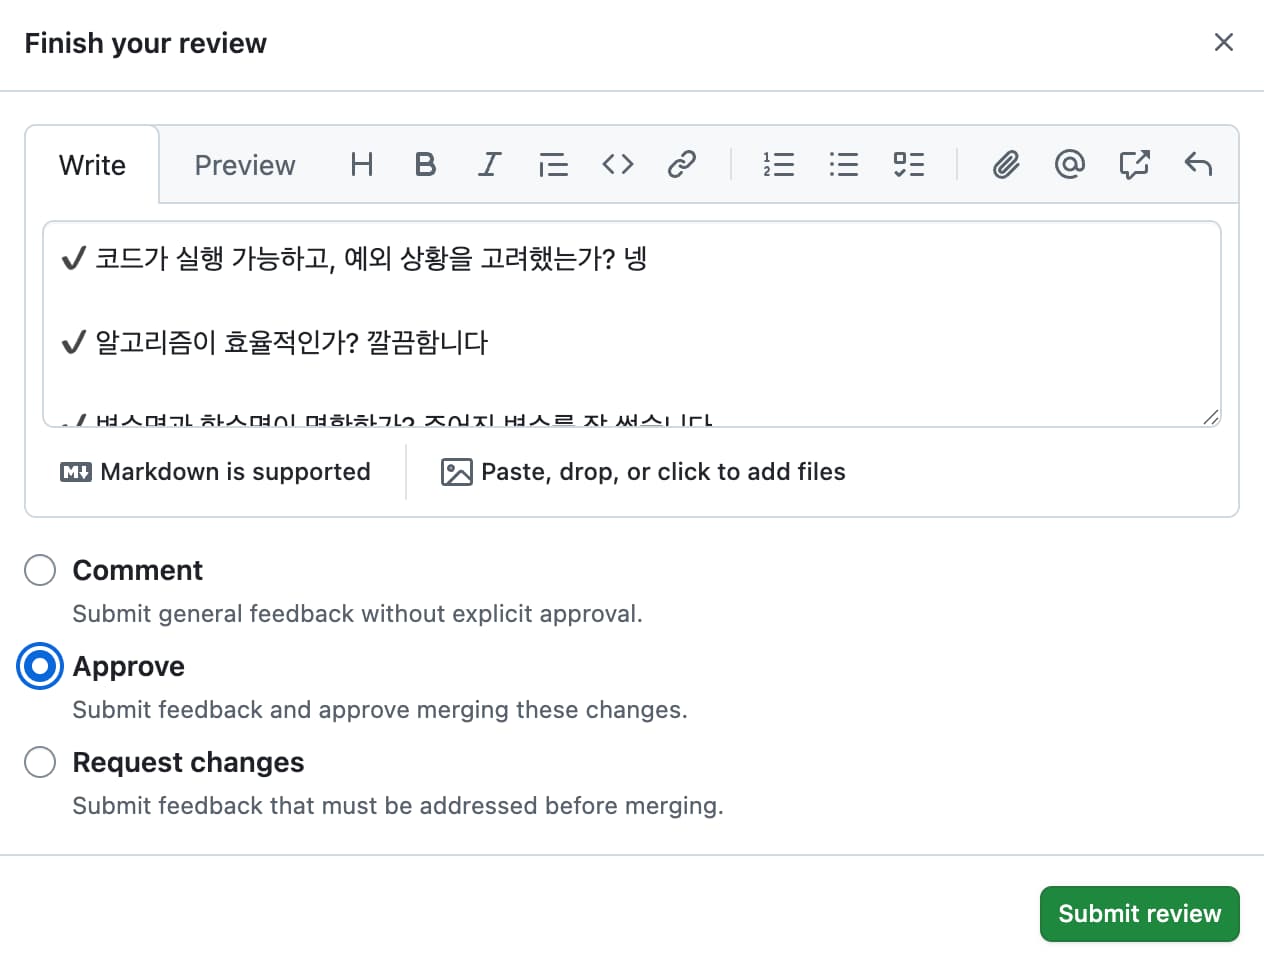 Finish your review
Write Preview
✔ 코드가 실행 가능하고, 예외 상황을 고려했는가? 넹
✔ 알고리즘이 효율적인가? 깔끔함니다
✔ 변수명과 함수명이 명확한가? 주어진 변수를 잘 썼습니다
Markdown is supported
Paste, drop, or click to add files
Comment
Submit general feedback without explicit approval.
Approve
Submit feedback and approve merging these changes.
Request changes
Submit feedback that must be addressed before merging.
Submit review